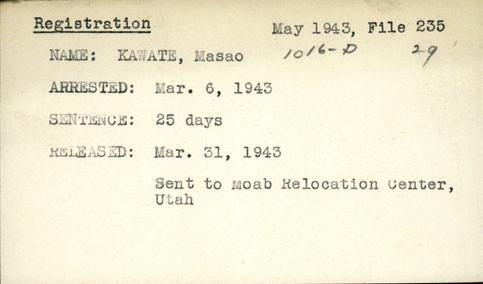 Registration May 1943, File 235
NAME: KAWATE, Masao 1016-D 29
ARRESTED: Mar. 6, 1943
SENTENCE: 25 days
RELEASED: Mar. 31, 1943
Sent to Moab Relocation Center,
Utah